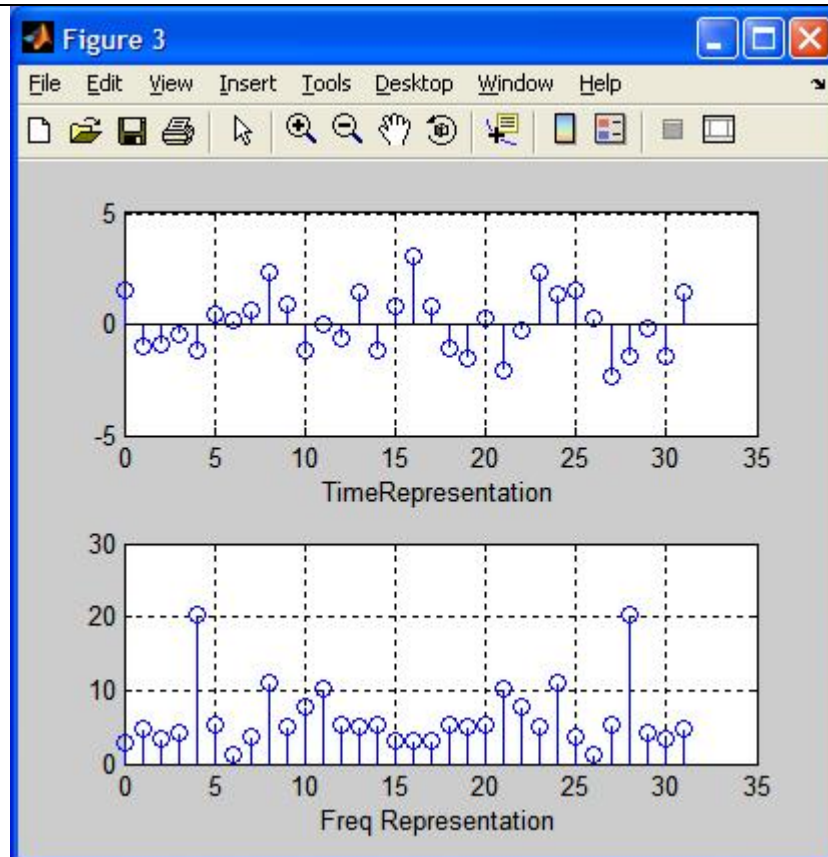 Figure 3
File Edit View Insert Tools Desktop Window Help
5
0
-5
0 5 10 15 20 25 30 35
TimeRepresentation
30
20
10
0
0 5 10 15 20 25 30 35
Freq Representation